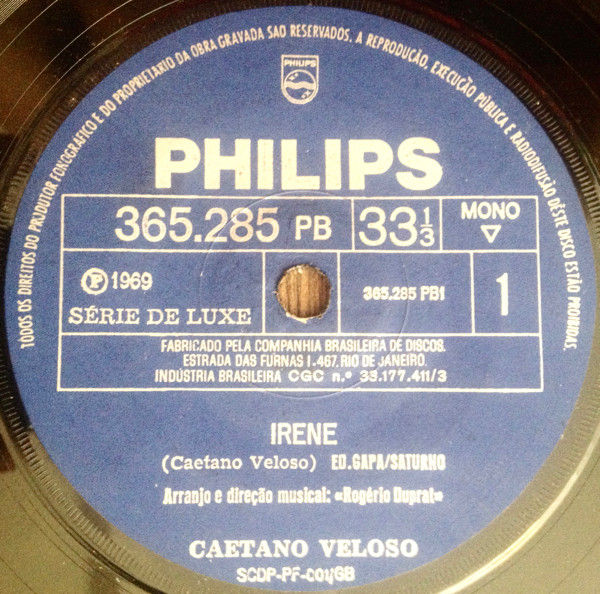 TODOS OS DIREITOS DO PRODUTOR FONOGRÁFICO E DO PROPRIETARIO DA OBRA GRAVADA SAO RESERVADOS. A REPRODUÇÃO, EXECUÇÃO PÚBLICA E RADIODIFUSÃO DÊSTE DISCO ESTÃO PROIBIDAS.
PHILIPS
PHILIPS
365.285 PB 33 1/3 MONO
℗ 1969 365.285 PB1 1
SÉRIE DE LUXE
FABRICADO PELA COMPANHIA BRASILEIRA DE DISCOS.
ESTRADA DAS FURNAS 1.467, RIO DE JANEIRO.
INDÚSTRIA BRASILEIRA CGC n.º 33.177.411/3
IRENE
(Caetano Veloso) ED. GAPA/SATURNO
Arranjo e direção musical: «Rogério Duprat»
CAETANO VELOSO
SCDP-PF-001/GB